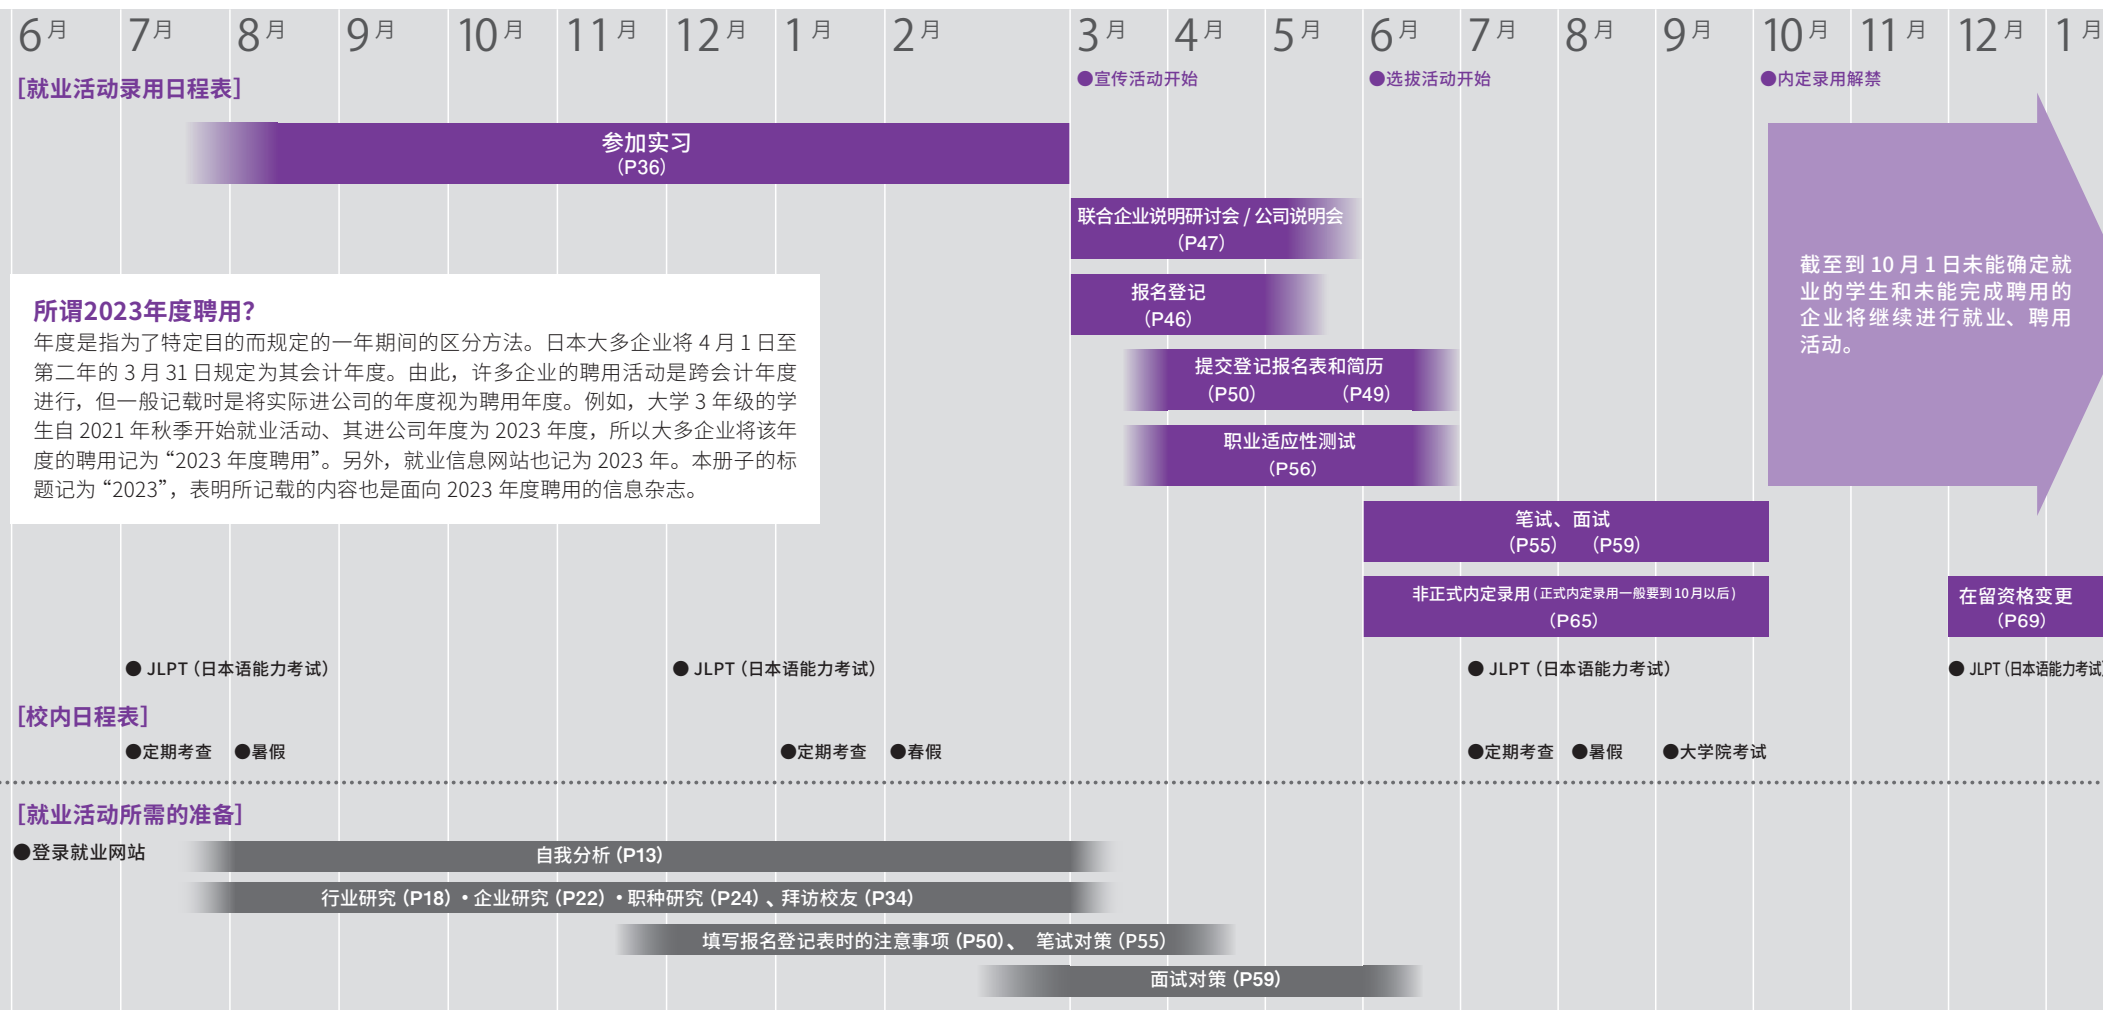 6月 7月 8月 9月 10月 11月 12月 1月 2月 3月 4月 5月 6月 7月 8月 9月 10月 11月 12月 1月
●宣传活动开始 ●选拔活动开始 ●内定录用解禁
［就业活动录用日程表］
参加实习
（P36）
联合企业说明研讨会 / 公司说明会
（P47）
报名登记
（P46）
提交登记报名表和简历
（P50） （P49）
职业适应性测试
（P56）
截至到 10 月 1 日未能确定就
业的学生和未能完成聘用的
企业将继续进行就业、聘用
活动。
所谓2023年度聘用?
年度是指为了特定目的而规定的一年期间的区分方法。日本大多企业将 4 月 1 日至
第二年的 3 月 31 日规定为其会计年度。由此，许多企业的聘用活动是跨会计年度
进行，但一般记载时是将实际进公司的年度视为聘用年度。例如，大学 3 年级的学
生自 2021 年秋季开始就业活动、其进公司年度为 2023 年度，所以大多企业将该年
度的聘用记为 “2023 年度聘用”。另外，就业信息网站也记为 2023 年。本册子的标
题记为 “2023”，表明所记载的内容也是面向 2023 年度聘用的信息杂志。
笔试、面试
（P55） （P59）
非正式内定录用 ( 正式内定录用一般要到 10 月以后 )
（P65）
在留资格变更
（P69）
● JLPT（日本语能力考试） ● JLPT（日本语能力考试） ● JLPT（日本语能力考试） ● JLPT（日本语能力考试）
［校内日程表］
●定期考查 ●暑假 ●定期考查 ●春假 ●定期考查 ●暑假 ●大学院考试
［就业活动所需的准备］
●登录就业网站
自我分析（P13）
行业研究（P18）・企业研究（P22）・职种研究（P24）、拜访校友（P34）
填写报名登记表时的注意事项（P50）、 笔试对策（P55）
面试对策（P59）